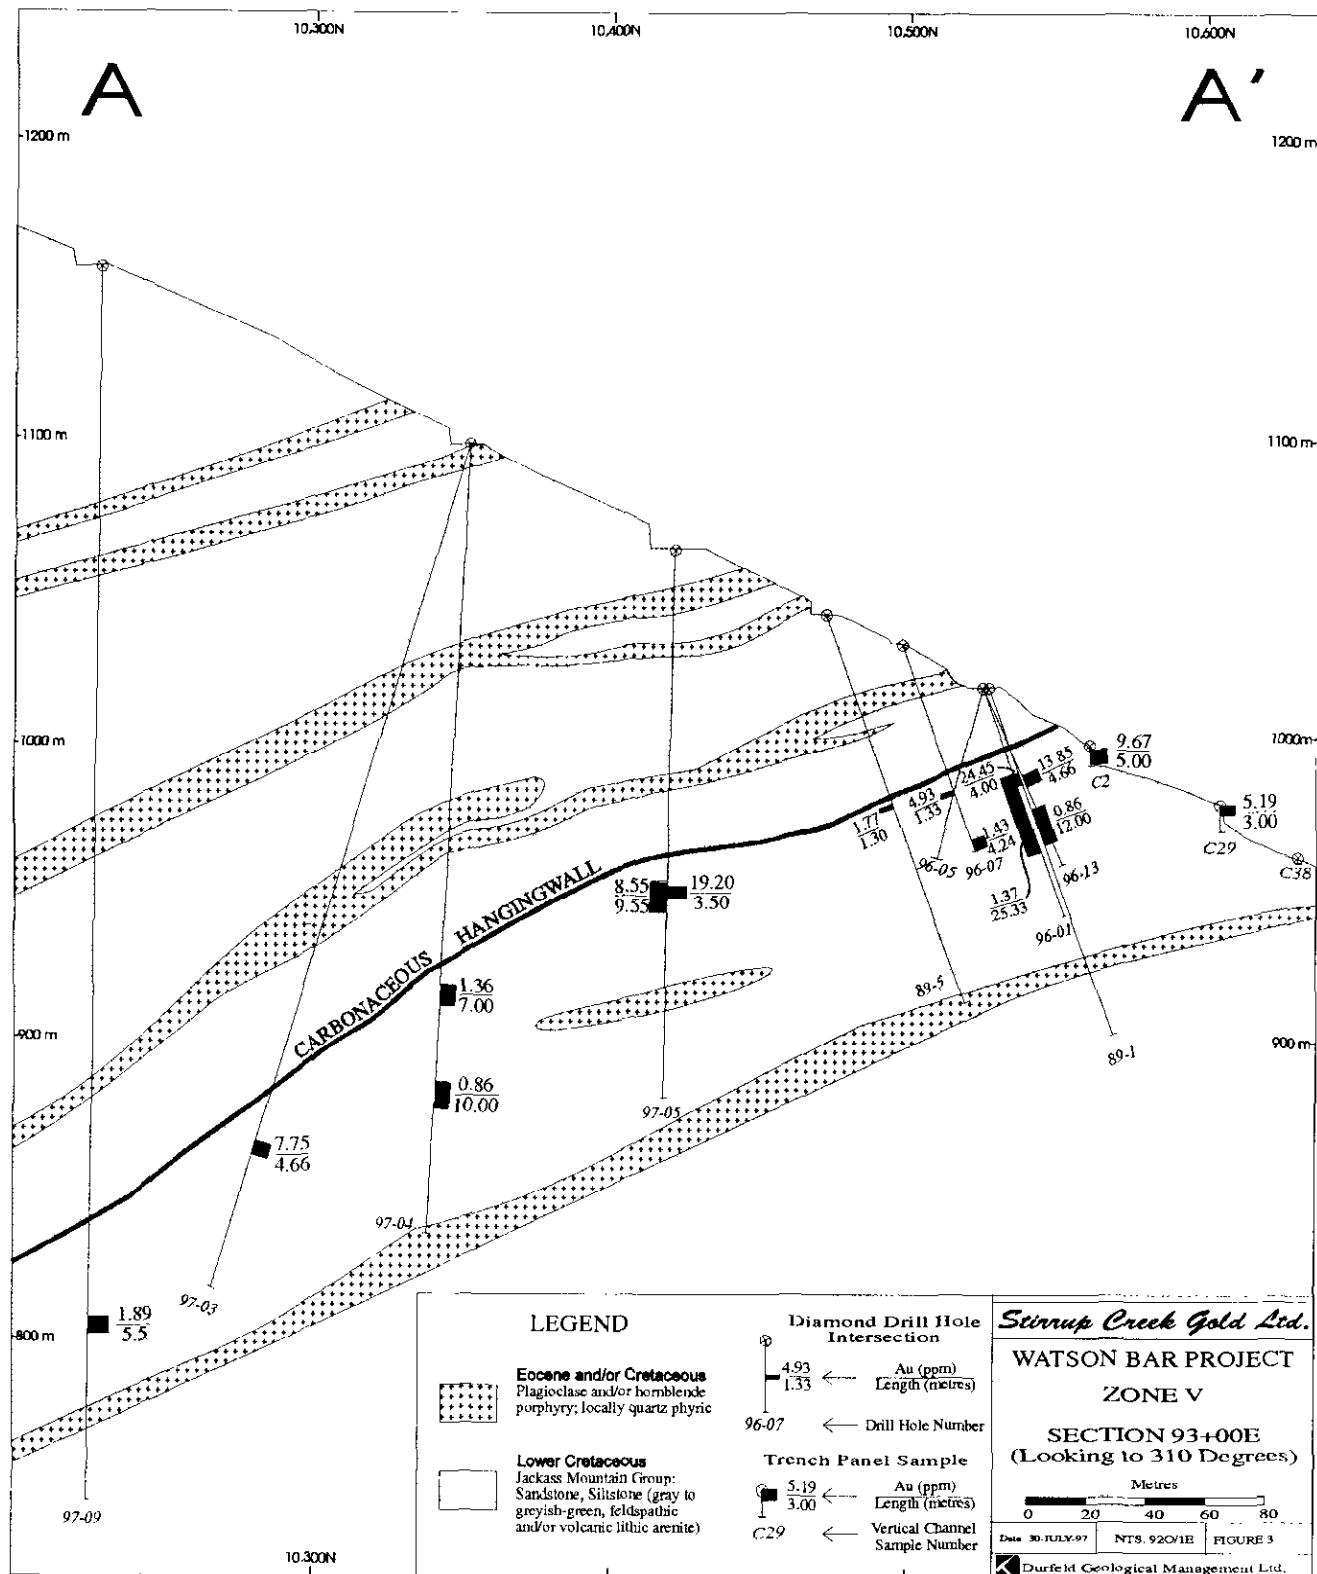 10,300N
10,400N
10,500N
10,600N
A
A'
1200 m
1200 m
1100 m
1100 m
1000 m
1000m
900 m
900 m
800 m
9.67
5.00
C2
5.19
3.00
C29
C38
13.85
4.66
24.45
4.00
0.86
12.00
4.93
1.33
1.77
1.30
1.43
4.24
96-05
96-07
96-13
1.37
25.33
96-01
89-5
89-1
8.55
9.55
19.20
3.50
CARBONACEOUS HANGINGWALL
1.36
7.00
0.86
10.00
97-05
7.75
4.66
97-04
97-03
1.89
5.5
97-09
10.300N
LEGEND
Eocene and/or Cretaceous
Plagioclase and/or hornblende
porphyry; locally quartz phyric
Lower Cretaceous
Jackass Mountain Group:
Sandstone, Siltstone (gray to
greyish-green, feldspathic
and/or volcanic lithic arenite)
Diamond Drill Hole
Intersection
4.93
1.33
Au (ppm)
Length (metres)
96-07
Drill Hole Number
Trench Panel Sample
5.19
3.00
Au (ppm)
Length (metres)
C29
Vertical Channel
Sample Number
Stirrup Creek Gold Ltd.
WATSON BAR PROJECT
ZONE V
SECTION 93+00E
(Looking to 310 Degrees)
Metres
0 20 40 60 80
Date 30-JULY-97
NTS. 92O/1E
FIGURE 3
Durfeld Geological Management Ltd.